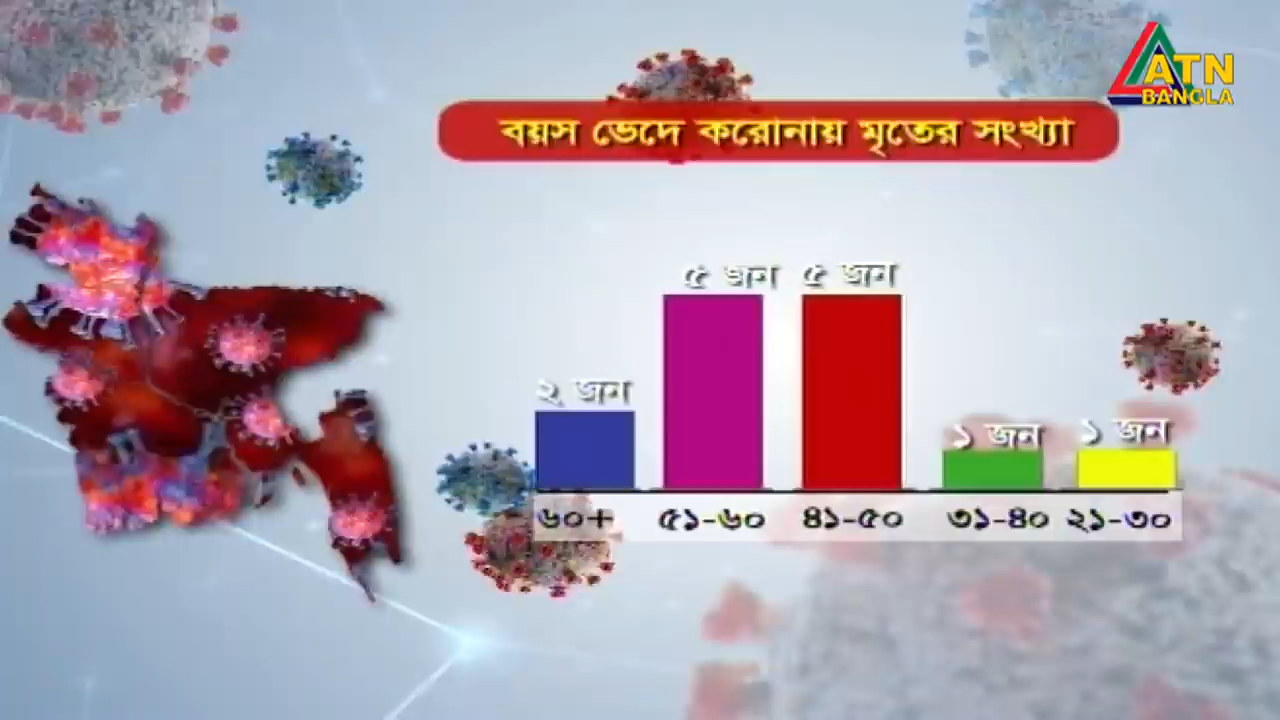 ATN
BANGLA
বয়স ভেদে করোনায় মৃতের সংখ্যা
৫ জন ৫ জন
২ জন
১ জন ১ জন
৬০+ ৫১-৬০ ৪১-৫০ ৩১-৪০ ২১-৩০